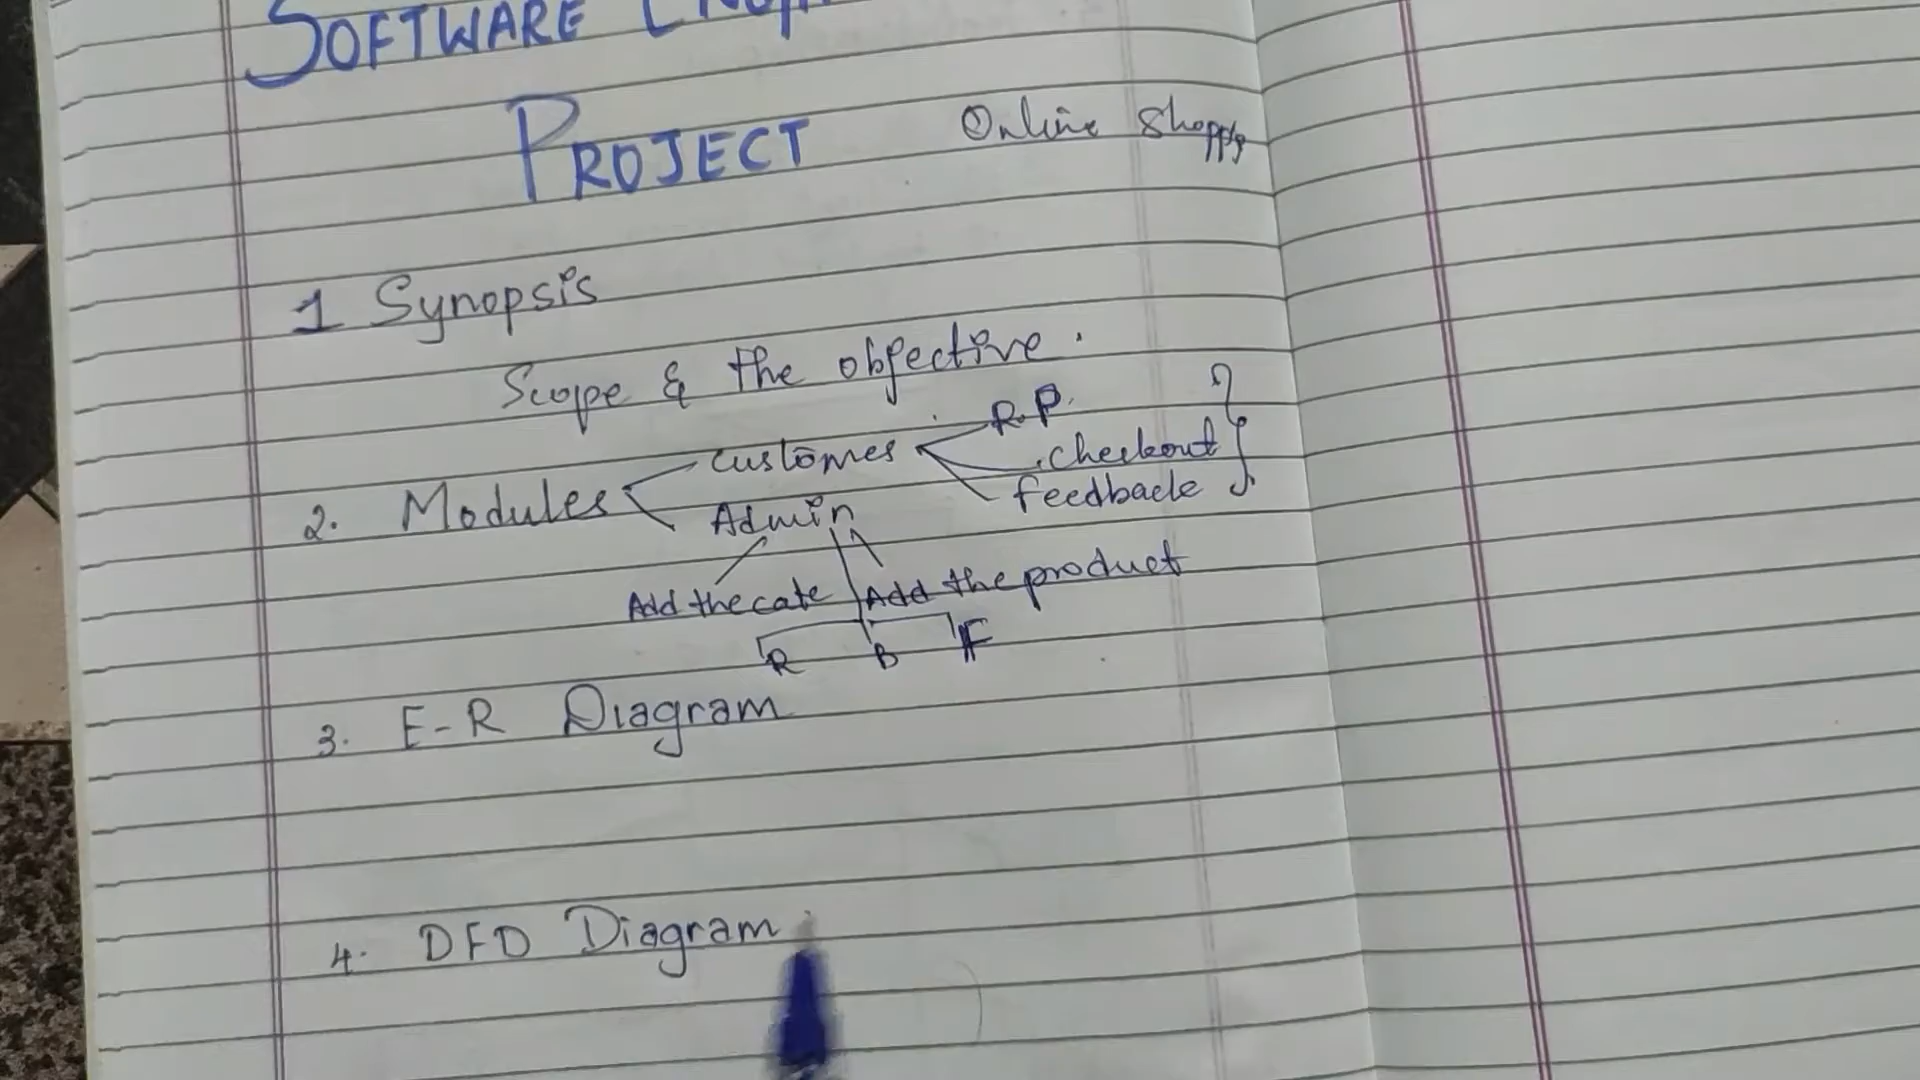 SOFTWARE
PROJECT Online Shoppig
1 Synopsis
Scope & the objective.
R.P.
customer checkout
2. Modules feedback
Admin
Add the cate Add the product
R B F
3. E-R Diagram
4. DFD Diagram